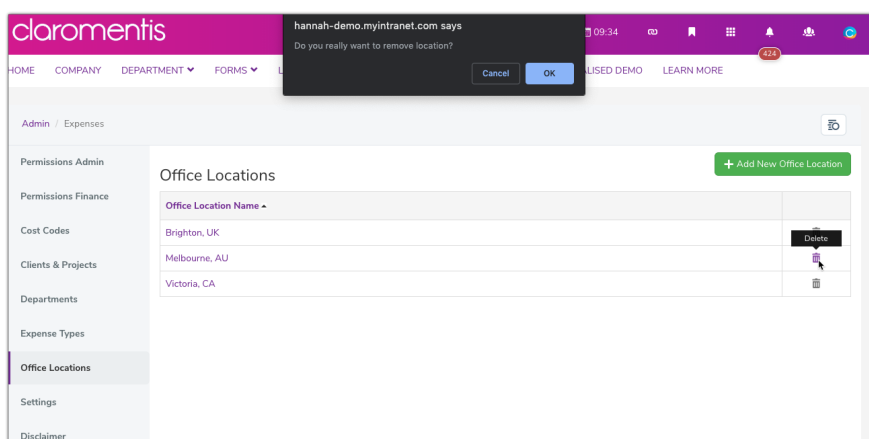 claromentis
hannah-demo.myintranet.com says
Do you really want to remove location?
Cancel OK
09:34
424
HOME COMPANY DEPARTMENT FORMS LISED DEMO LEARN MORE
Admin / Expenses
Permissions Admin
Permissions Finance
Cost Codes
Clients & Projects
Departments
Expense Types
Office Locations
Settings
Disclaimer
Office Locations
+ Add New Office Location
Office Location Name
Brighton, UK
Melbourne, AU
Victoria, CA
Delete